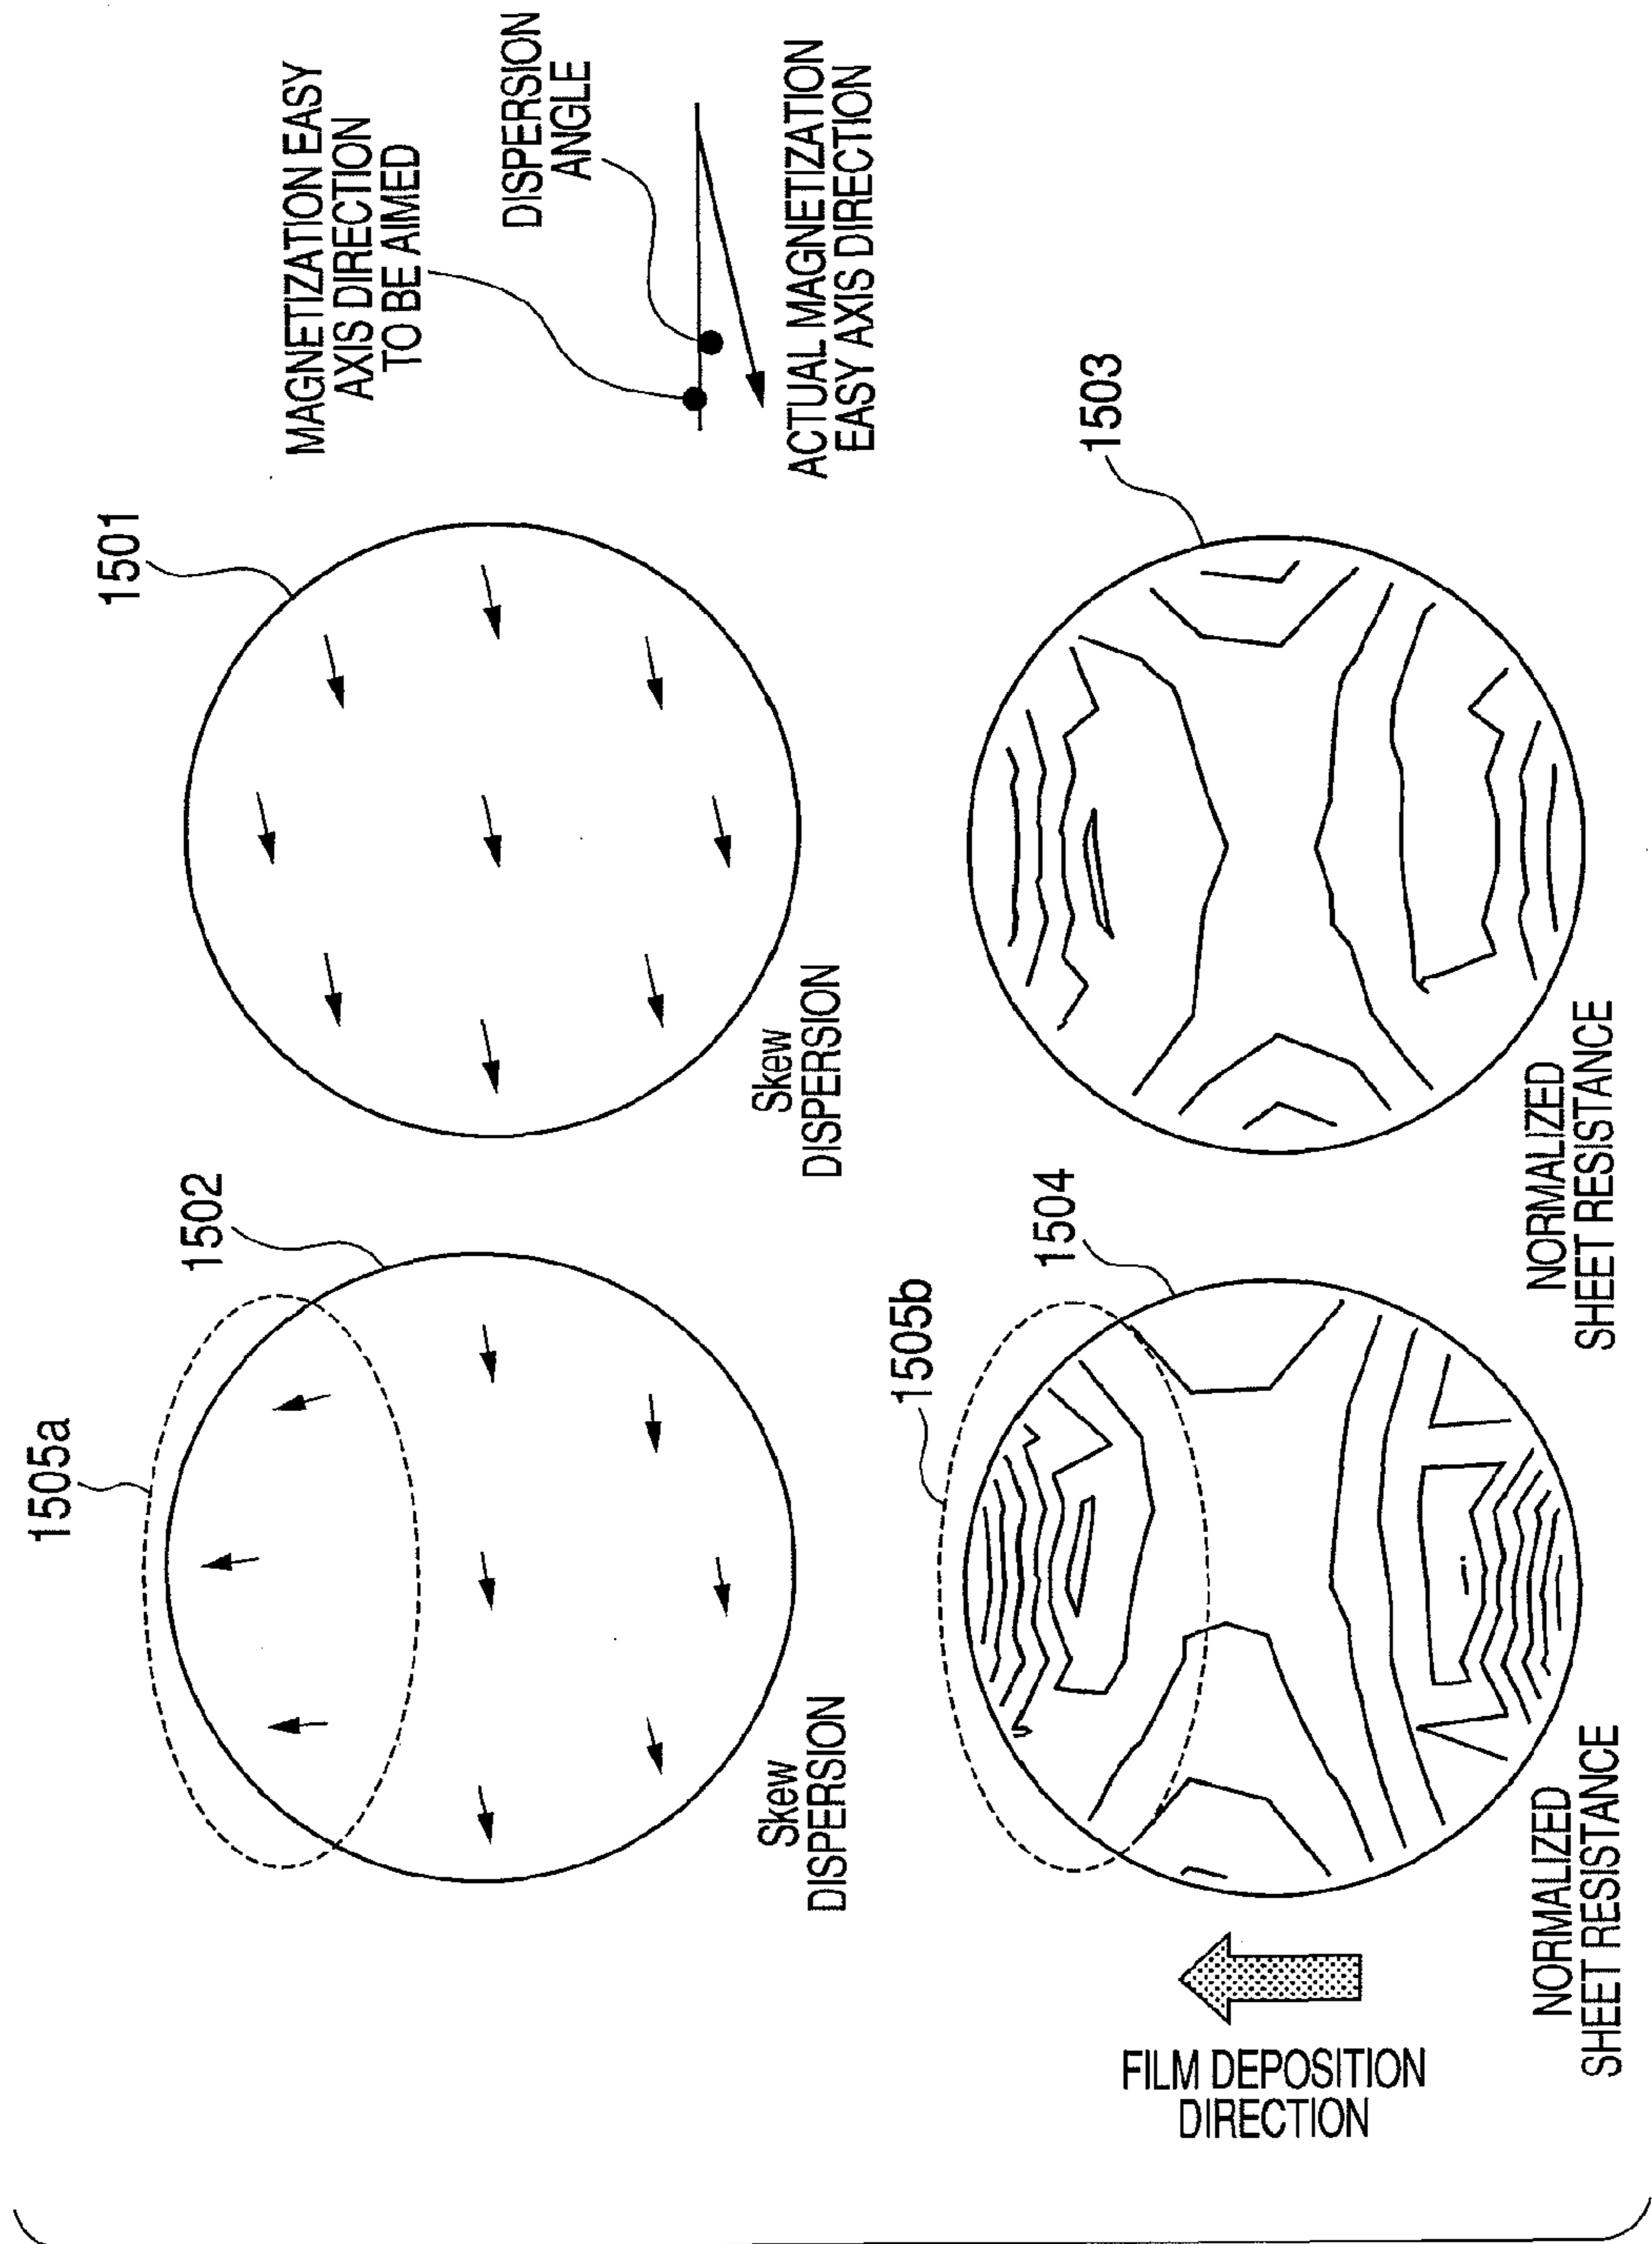 1505a
1502
Skew
DISPERSION
1501
Skew
DISPERSION
MAGNETIZATION EASY
AXIS DIRECTION
TO BE AIMED
DISPERSION
ANGLE
ACTUAL MAGNETIZATION
EASY AXIS DIRECTION
FILM DEPOSITION
DIRECTION
1505b
1504
NORMALIZED
SHEET RESISTANCE
1503
NORMALIZED
SHEET RESISTANCE